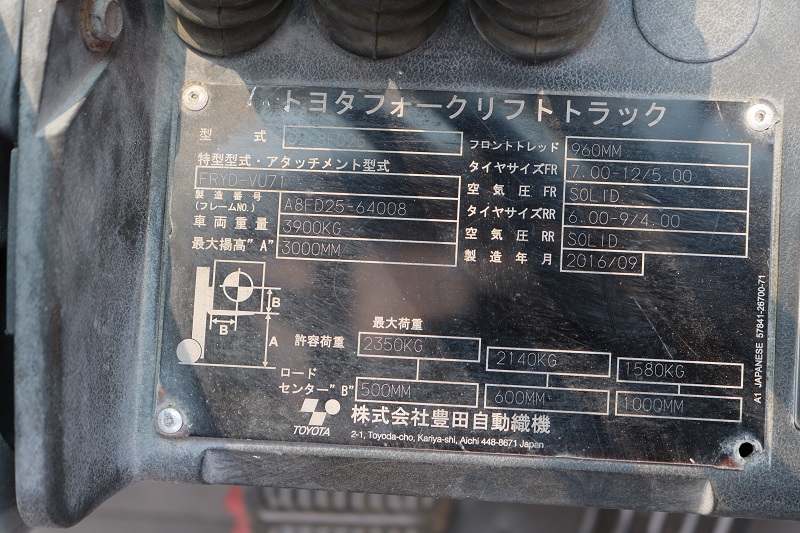 トヨタフォークリフトトラック
型式
特型型式・アタッチメント型式
FRYD-VU71
製造番号
(フレームNO.) A8FD25-64008
車両重量 3900KG
最大揚高"A" 3000MM
フロントトレッド 960MM
タイヤサイズFR 7.00-12/5.00
空気圧FR SOLID
タイヤサイズRR 6.00-9/4.00
空気圧RR SOLID
製造年月 2016/09
B
B
A
最大荷重
許容荷重 2350KG 2140KG 1580KG
ロード
センター"B" 500MM 600MM 1000MM
TOYOTA
株式会社豊田自動織機
2-1, Toyoda-cho, Kariya-shi, Aichi 448-8671 Japan
A1 JAPANESE 57841-26700-71